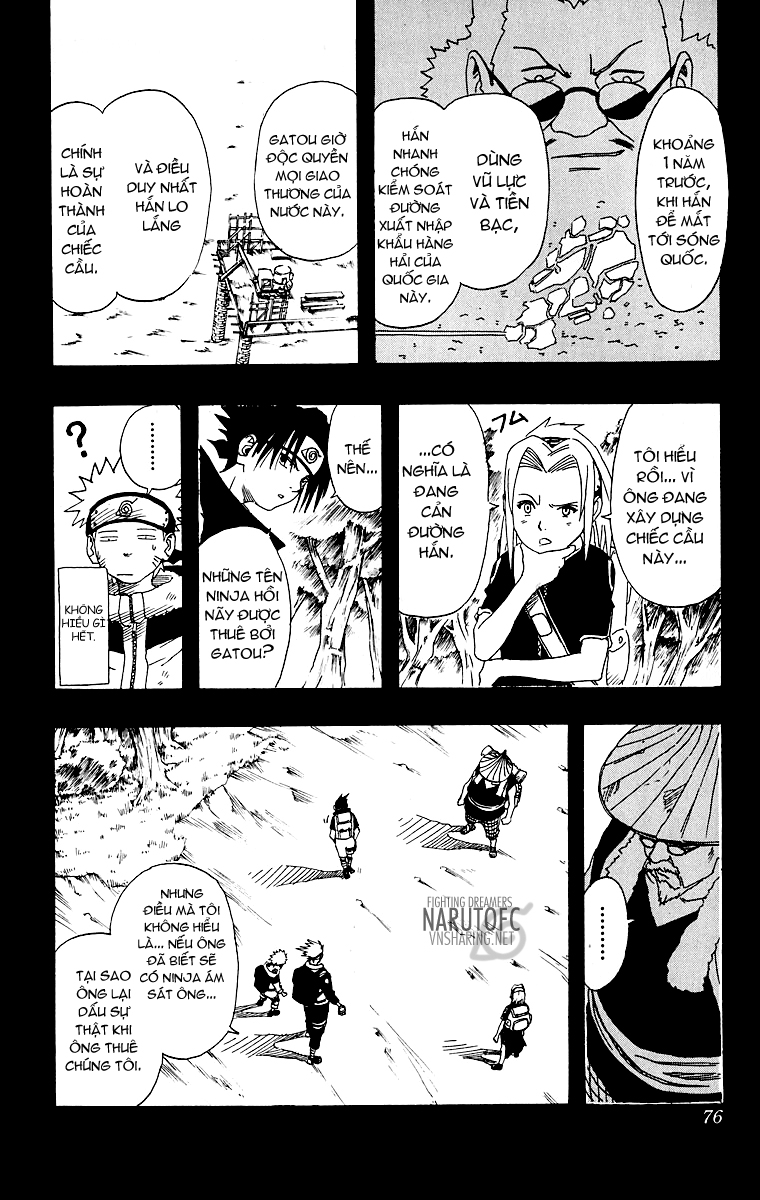 KHOẢNG
1 NĂM
TRƯỚC,
KHI HẮN
ĐỂ MẮT
TỚI SÓNG
QUỐC.
DÙNG
VŨ LỰC
VÀ TIỀN
BẠC,
HẮN
NHANH
CHÓNG
KIỂM SOÁT
ĐƯỜNG
XUẤT NHẬP
KHẨU HÀNG
HẢI CỦA
QUỐC GIA
NÀY.
GATOU GIỜ
ĐỘC QUYỀN
MỌI GIAO
THƯƠNG CỦA
NƯỚC NÀY.
VÀ ĐIỀU
DUY NHẤT
HẮN LO
LẮNG
CHÍNH
LÀ SỰ
HOÀN
THÀNH
CỦA
CHIẾC
CẦU.
TÔI HIỂU
RỒI... VÌ
ÔNG ĐANG
XÂY DỰNG
CHIẾC CẦU
NÀY...
...CÓ
NGHĨA LÀ
ĐANG
CẢN
ĐƯỜNG
HẮN.
THẾ
NÊN...
NHỮNG TÊN
NINJA HỒI
NÃY ĐƯỢC
THUÊ BỞI
GATOU?
?
.........
KHÔNG
HIỂU GÌ
HẾT.
.........
NHƯNG
ĐIỀU MÀ TÔI
KHÔNG HIỂU
LÀ... NẾU ÔNG
ĐÃ BIẾT SẼ
CÓ NINJA ÁM
SÁT ÔNG...
TẠI SAO
ÔNG LẠI
DẤU SỰ
THẬT KHI
ÔNG THUÊ
CHÚNG TÔI.
FIGHTING DREAMERS
NARUTOFC
VNSHARING.NET
76